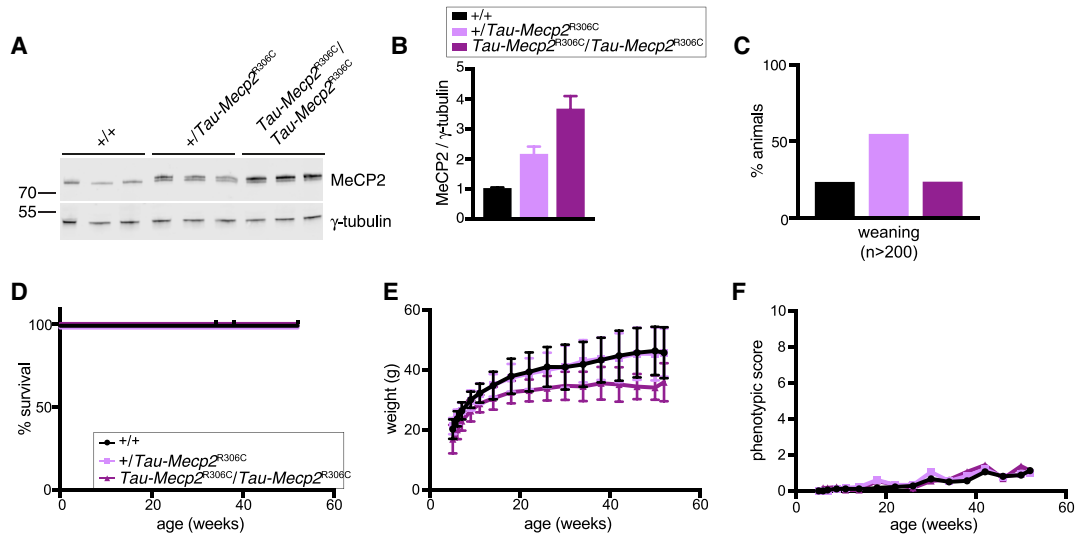 A
+/+
+/Tau-Mecp2R306C
Tau-Mecp2R306C/
Tau-Mecp2R306C
70
55
MeCP2
γ-tubulin
B
+/+
+/Tau-Mecp2R306C
Tau-Mecp2R306C/Tau-Mecp2R306C
MeCP2 / γ-tubulin
5
4
3
2
1
0
C
% animals
100
50
0
weaning
(n>200)
D
% survival
100
50
0
+/+
+/Tau-Mecp2R306C
Tau-Mecp2R306C/Tau-Mecp2R306C
0 20 40 60
age (weeks)
E
weight (g)
60
40
20
0
0 20 40 60
age (weeks)
F
phenotypic score
10
8
6
4
2
0
0 20 40 60
age (weeks)